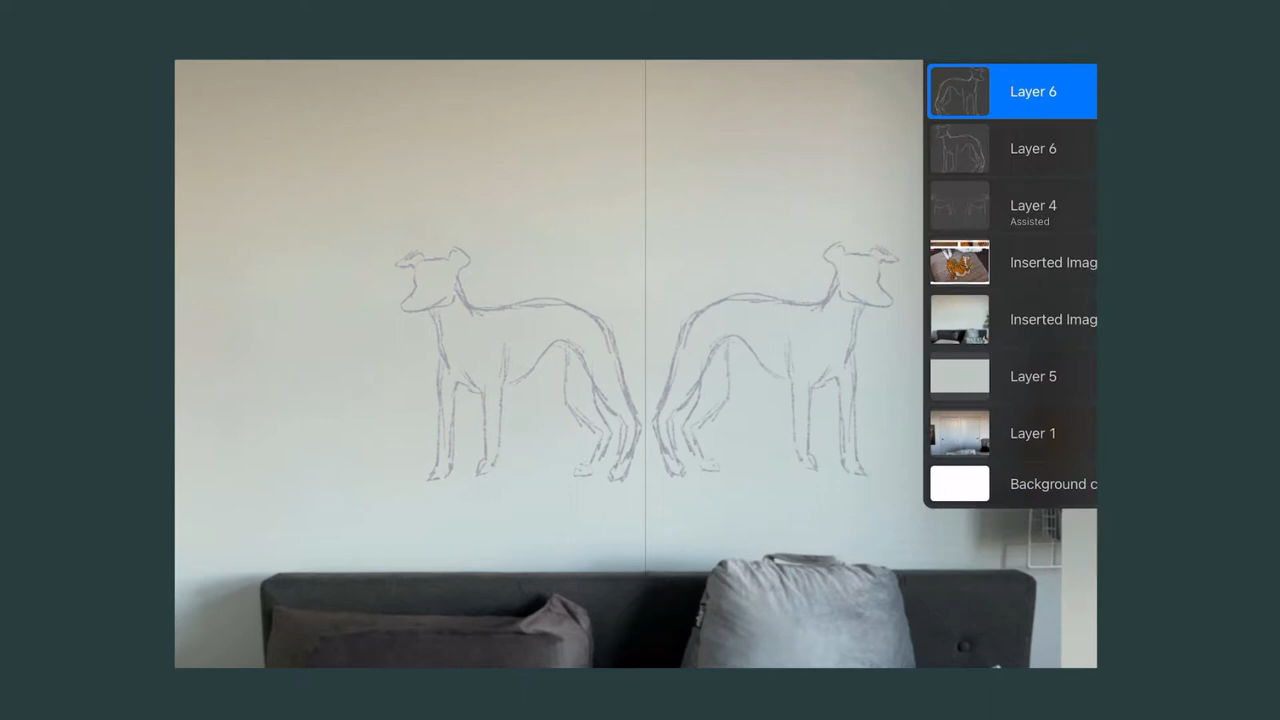 Layer 6
Layer 6
Layer 4
Assisted
Inserted Imag
Inserted Imag
Layer 5
Layer 1
Background c